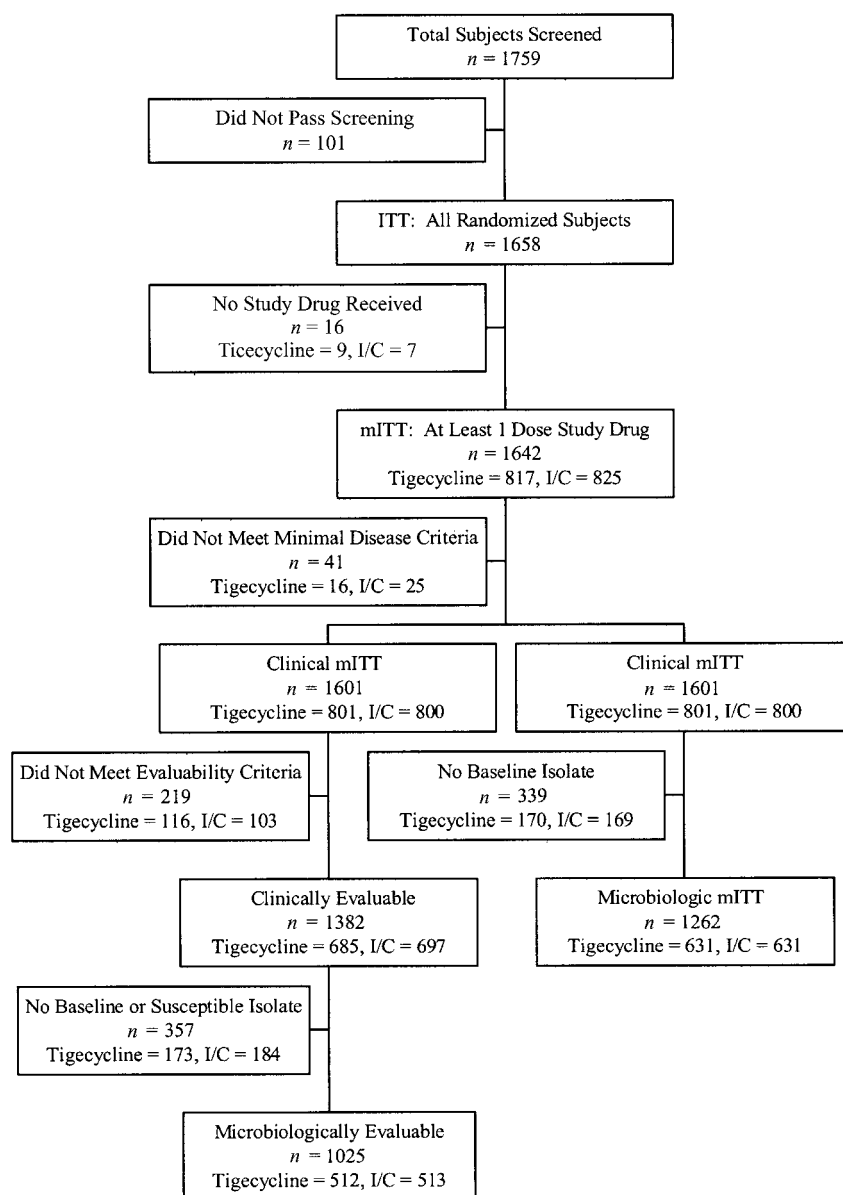 Total Subjects Screened
n = 1759
Did Not Pass Screening
n = 101
ITT: All Randomized Subjects
n = 1658
No Study Drug Received
n = 16
Ticecycline = 9, I/C = 7
mITT: At Least 1 Dose Study Drug
n = 1642
Tigecycline = 817, I/C = 825
Did Not Meet Minimal Disease Criteria
n = 41
Tigecycline = 16, I/C = 25
Clinical mITT
n = 1601
Tigecycline = 801, I/C = 800
Clinical mITT
n = 1601
Tigecycline = 801, I/C = 800
Did Not Meet Evaluability Criteria
n = 219
Tigecycline = 116, I/C = 103
No Baseline Isolate
n = 339
Tigecycline = 170, I/C = 169
Clinically Evaluable
n = 1382
Tigecycline = 685, I/C = 697
Microbiologic mITT
n = 1262
Tigecycline = 631, I/C = 631
No Baseline or Susceptible Isolate
n = 357
Tigecycline = 173, I/C = 184
Microbiologically Evaluable
n = 1025
Tigecycline = 512, I/C = 513